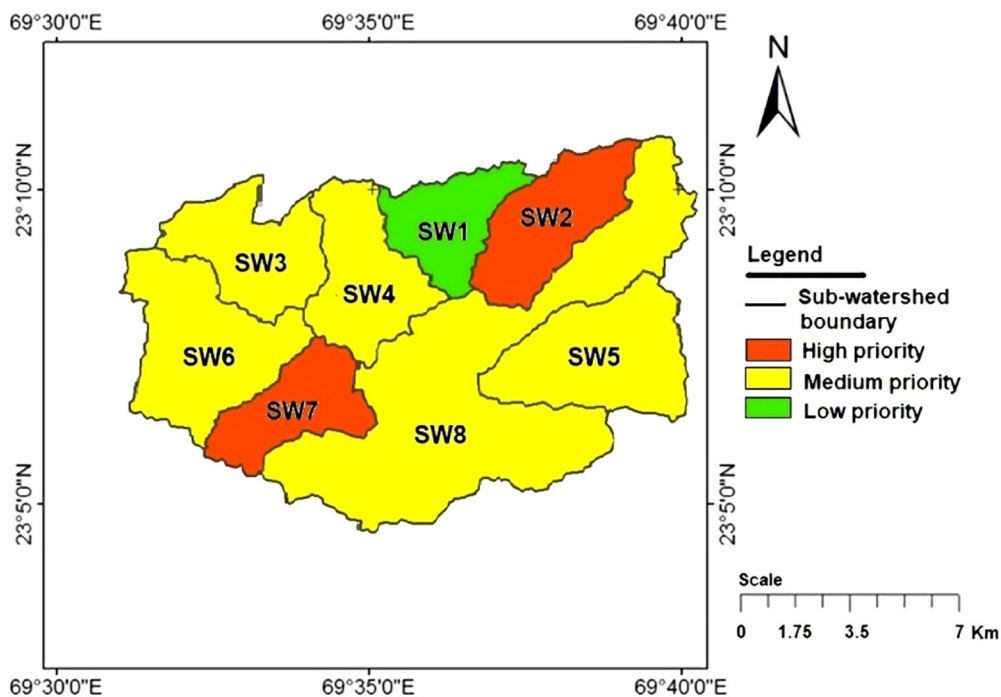 69°30'0"E 69°35'0"E 69°40'0"E
N
23°10'0"N 23°10'0"N
SW1
SW2
SW3
SW4
SW5
SW6
SW7
SW8
Legend
Sub-watershed
boundary
High priority
Medium priority
Low priority
23°5'0"N 23°5'0"N
Scale
0 1.75 3.5 7 Km
69°30'0"E 69°35'0"E 69°40'0"E